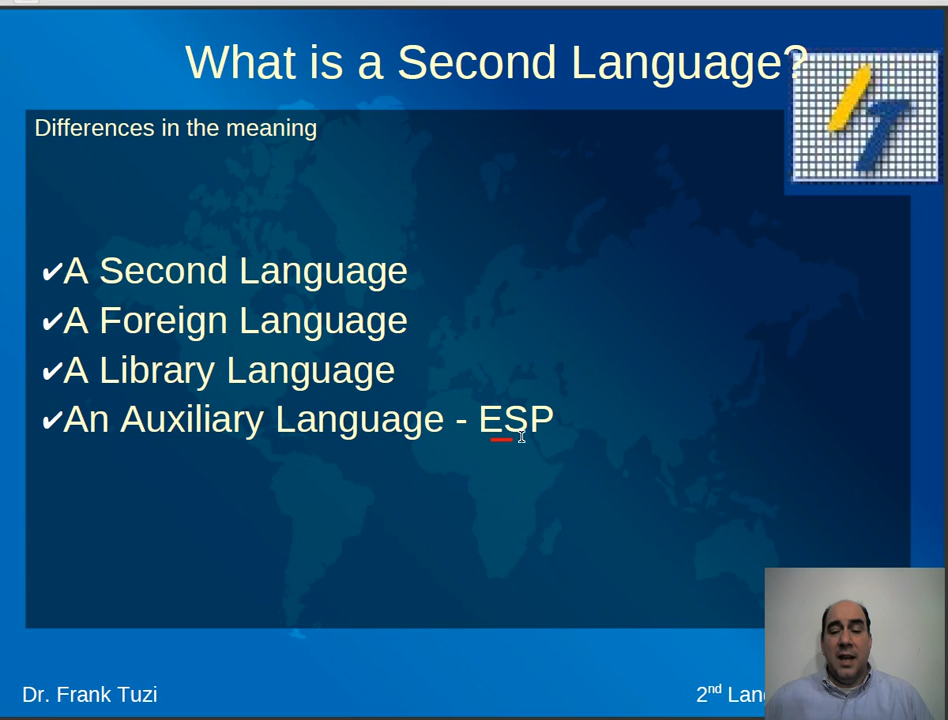 What is a Second Language?
Differences in the meaning
✔A Second Language
✔A Foreign Language
✔A Library Language
✔An Auxiliary Language - ESP
Dr. Frank Tuzi
2nd